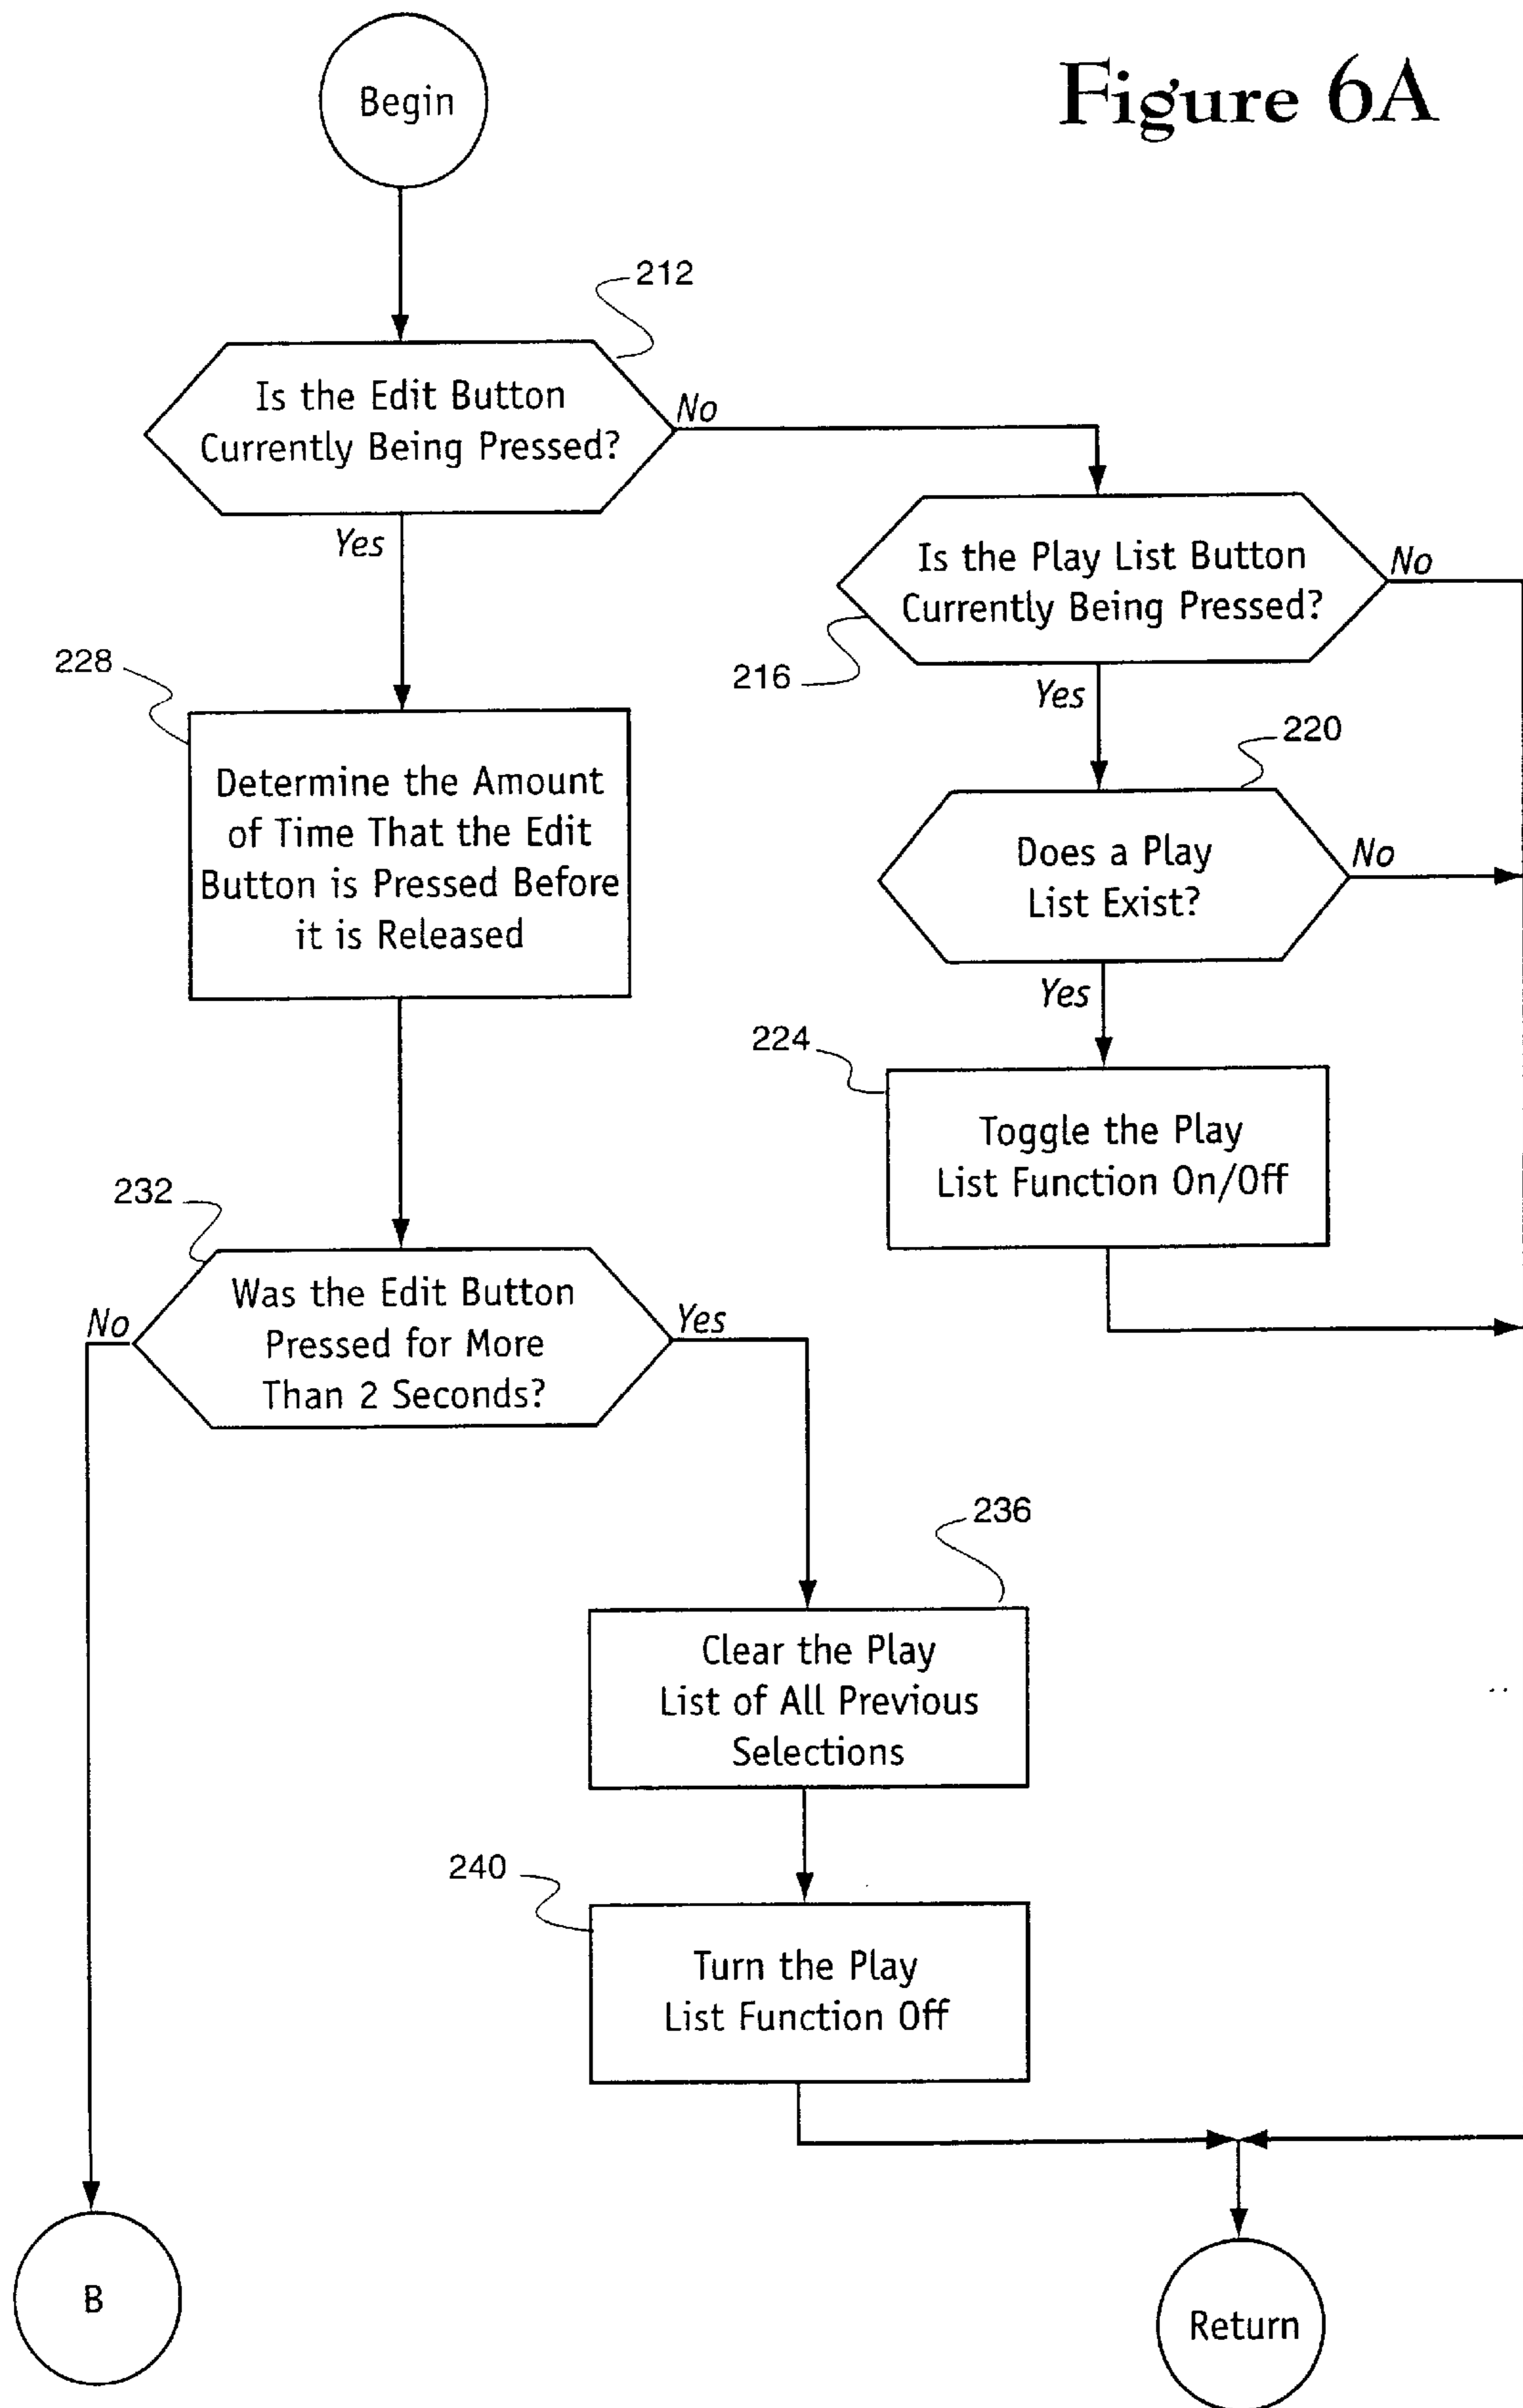 Figure 6A
Begin
212
Is the Edit Button
Currently Being Pressed?
No
Yes
Is the Play List Button
Currently Being Pressed?
No
216
Yes
228
Determine the Amount
of Time That the Edit
Button is Pressed Before
it is Released
220
Does a Play
List Exist?
No
Yes
224
Toggle the Play
List Function On/Off
232
Was the Edit Button
Pressed for More
Than 2 Seconds?
No
Yes
236
Clear the Play
List of All Previous
Selections
240
Turn the Play
List Function Off
B
Return